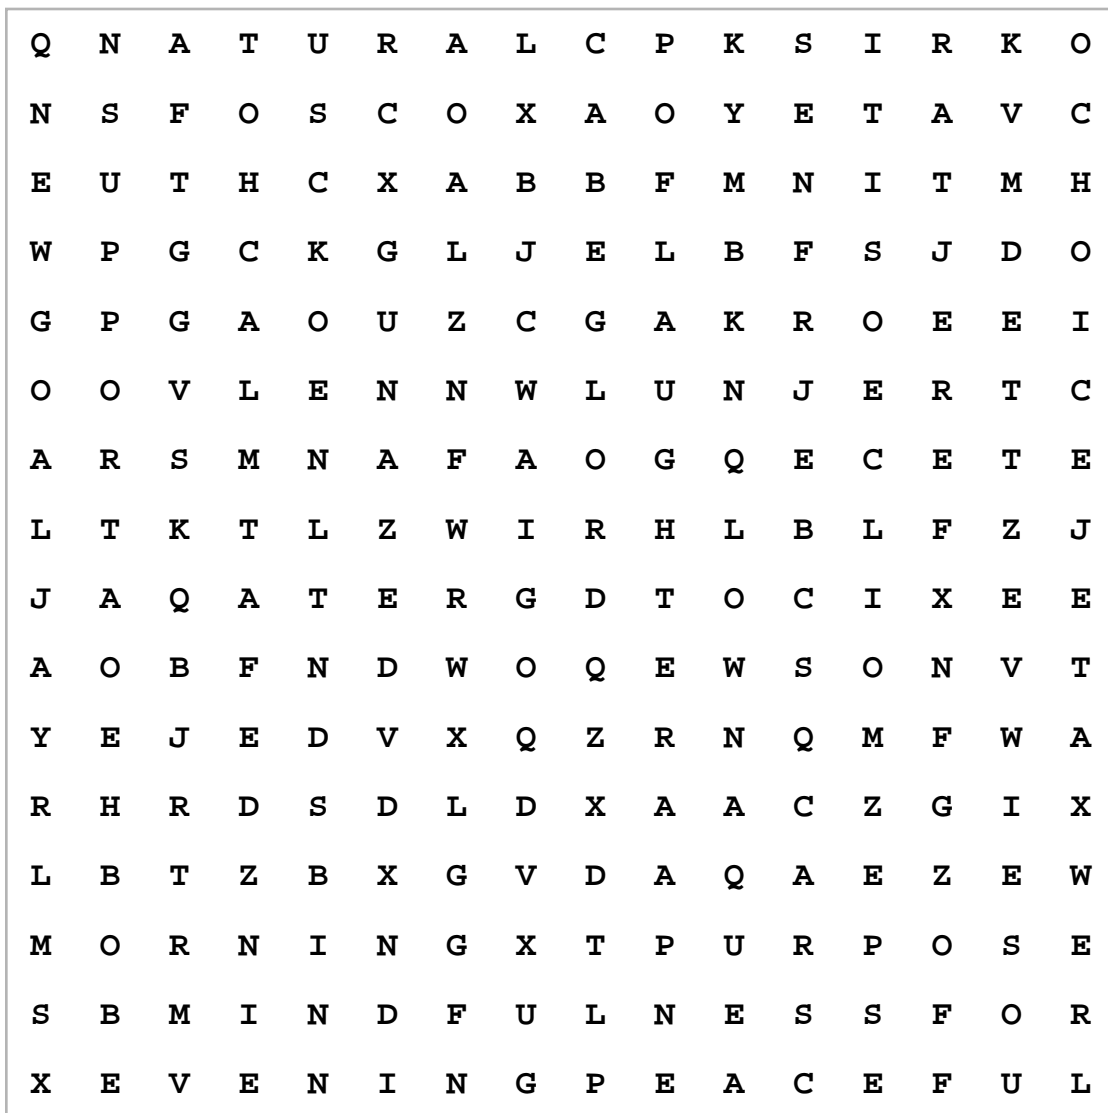 Q N A T U R A L C P K S I R K O
N S F O S C O X A O Y E T A V C
E U T H C X A B B F M N I T M H
W P G C K G L J E L B F S J D O
G P G A O U Z C G A K R O E E I
O O V L E N N W L U N J E R T C
A R S M N A F A O G Q E C E T E
L T K T L Z W I R H L B L F Z J
J A Q A T E R G D T O C I X E E
A O B F N D W O Q E W S O N V T
Y E J E D V X Q Z R N Q M F W A
R H R D S D L D X A A C Z G I X
L B T Z B X G V D A Q A E Z E W
M O R N I N G X T P U R P O S E
S B M I N D F U L N E S S F O R
X E V E N I N G P E A C E F U L